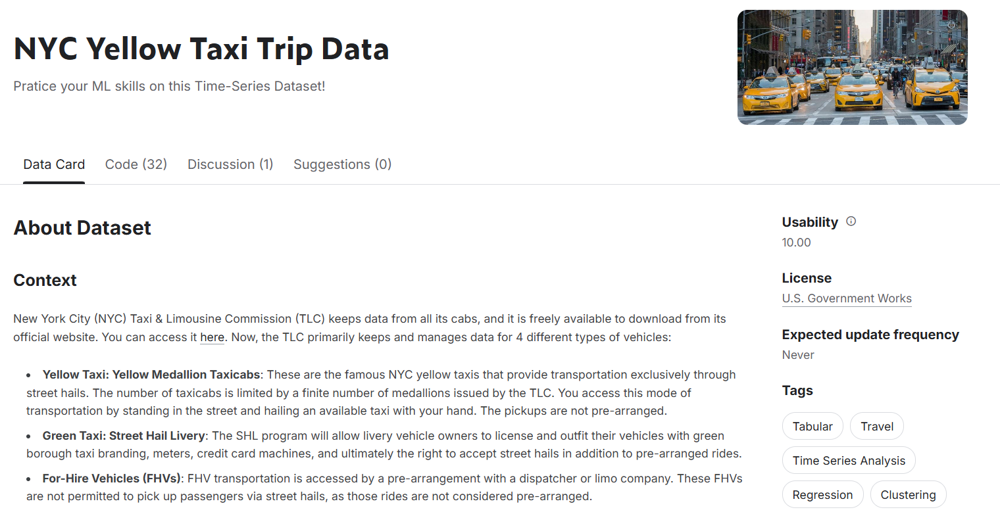 NYC Yellow Taxi Trip Data
Pratice your ML skills on this Time-Series Dataset!
Data Card
Code (32)
Discussion (1)
Suggestions (0)
About Dataset
Context
New York City (NYC) Taxi & Limousine Commission (TLC) keeps data from all its cabs, and it is freely available to download from its
official website. You can access it here. Now, the TLC primarily keeps and manages data for 4 different types of vehicles:
• Yellow Taxi: Yellow Medallion Taxicabs: These are the famous NYC yellow taxis that provide transportation exclusively through
street hails. The number of taxicabs is limited by a finite number of medallions issued by the TLC. You access this mode of
transportation by standing in the street and hailing an available taxi with your hand. The pickups are not pre-arranged.
• Green Taxi: Street Hail Livery: The SHL program will allow livery vehicle owners to license and outfit their vehicles with green
borough taxi branding, meters, credit card machines, and ultimately the right to accept street hails in addition to pre-arranged rides.
• For-Hire Vehicles (FHVs): FHV transportation is accessed by a pre-arrangement with a dispatcher or limo company. These FHVs
are not permitted to pick up passengers via street hails, as those rides are not considered pre-arranged.
Usability
10.00
License
U.S. Government Works
Expected update frequency
Never
Tags
Tabular
Travel
Time Series Analysis
Regression
Clustering